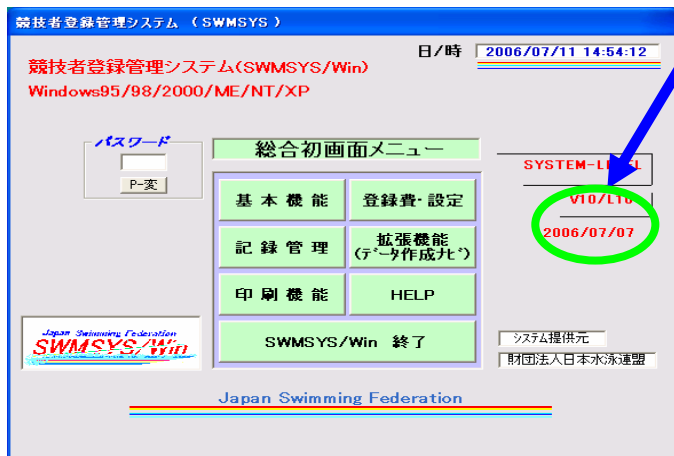 競技者登録管理システム (SWMSYS )
日/時 2006/07/11 14:54:12
競技者登録管理システム(SWMSYS/Win)
Windows95/98/2000/ME/NT/XP
パスワード
P-変
総合初画面メニュー
基 本 機 能
登録費・設定
記 録 管 理
拡張機能
(データ作成ナビ)
印 刷 機 能
HELP
SWMSYS/Win 終了
V10/L10
2006/07/07
Japan Swimming Federation
SWMSYS/Win
システム提供元
財団法人日本水泳連盟
Japan Swimming Federation